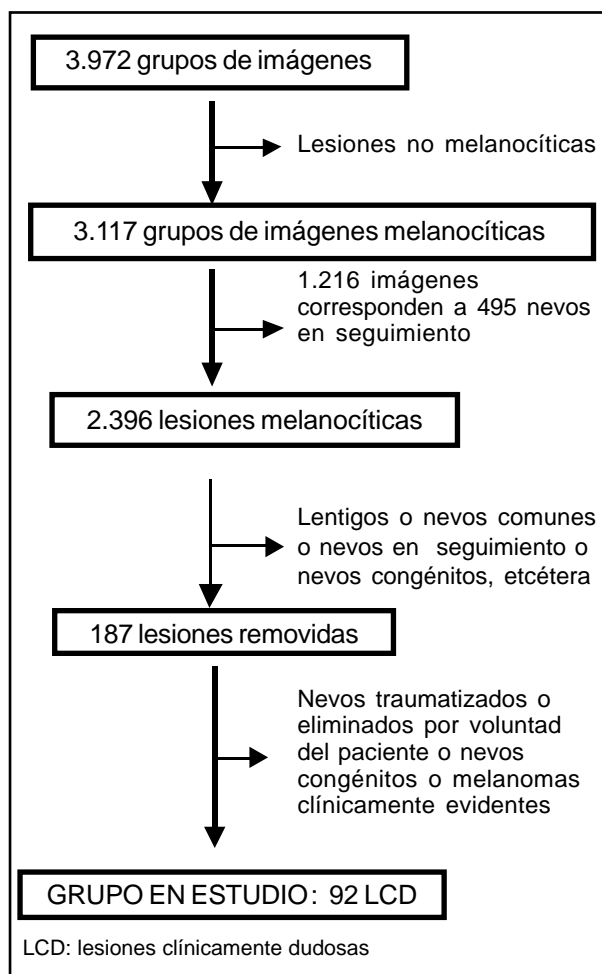 3.972 grupos de imágenes
Lesiones no melanocíticas
3.117 grupos de imágenes melanocíticas
1.216 imágenes
corresponden a 495 nevos
en seguimiento
2.396 lesiones melanocíticas
Lentigos o nevos comunes
o nevos en seguimiento o
nevos congénitos, etcétera
187 lesiones removidas
Nevos traumatizados o
eliminados por voluntad
del paciente o nevos
congénitos o melanomas
clínicamente evidentes
GRUPO EN ESTUDIO: 92 LCD
LCD: lesiones clínicamente dudosas